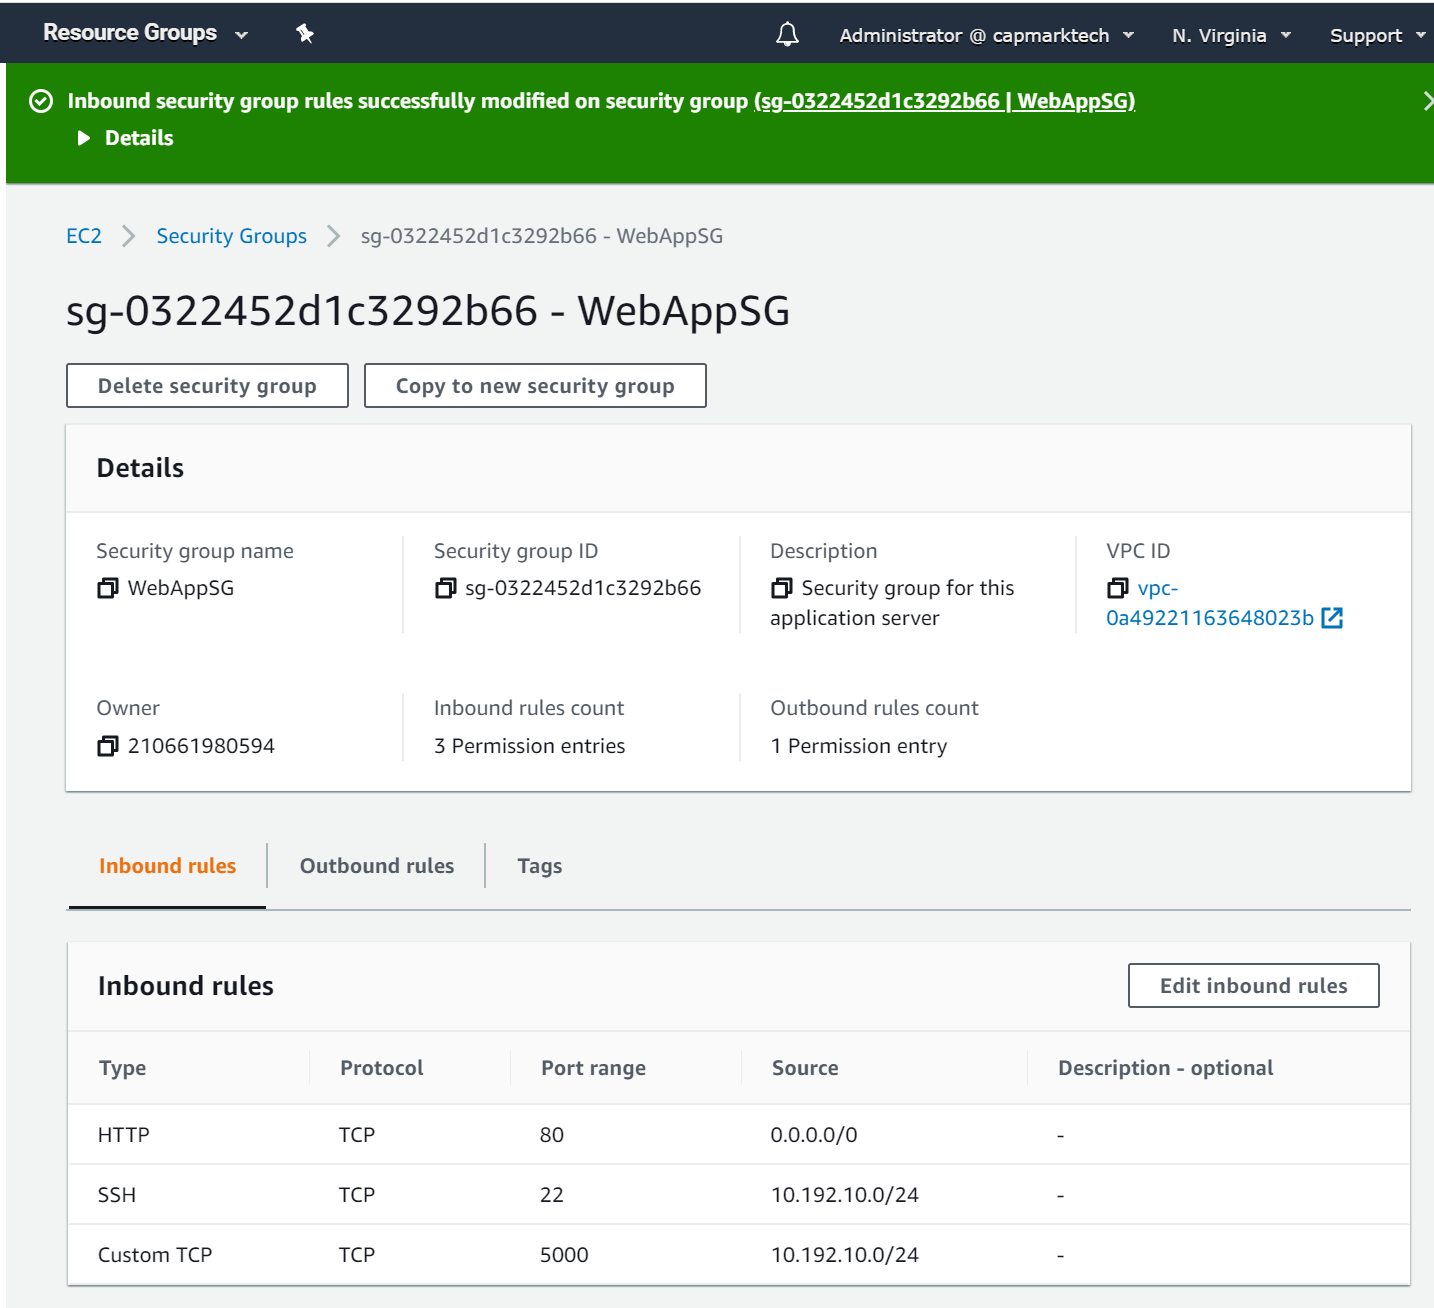 Resource Groups
Administrator @ capmarktech
N. Virginia
Support
Inbound security group rules successfully modified on security group (sg-0322452d1c3292b66 | WebAppSG)
Details
EC2
Security Groups
sg-0322452d1c3292b66 - WebAppSG
sg-0322452d1c3292b66 - WebAppSG
Delete security group
Copy to new security group
Details
Security group name
WebAppSG
Security group ID
sg-0322452d1c3292b66
Description
Security group for this
application server
VPC ID
vpc-
0a49221163648023b
Owner
210661980594
Inbound rules count
3 Permission entries
Outbound rules count
1 Permission entry
Inbound rules
Outbound rules
Tags
Inbound rules
Edit inbound rules
Type Protocol Port range Source Description - optional
HTTP TCP 80 0.0.0.0/0 -
SSH TCP 22 10.192.10.0/24 -
Custom TCP TCP 5000 10.192.10.0/24 -